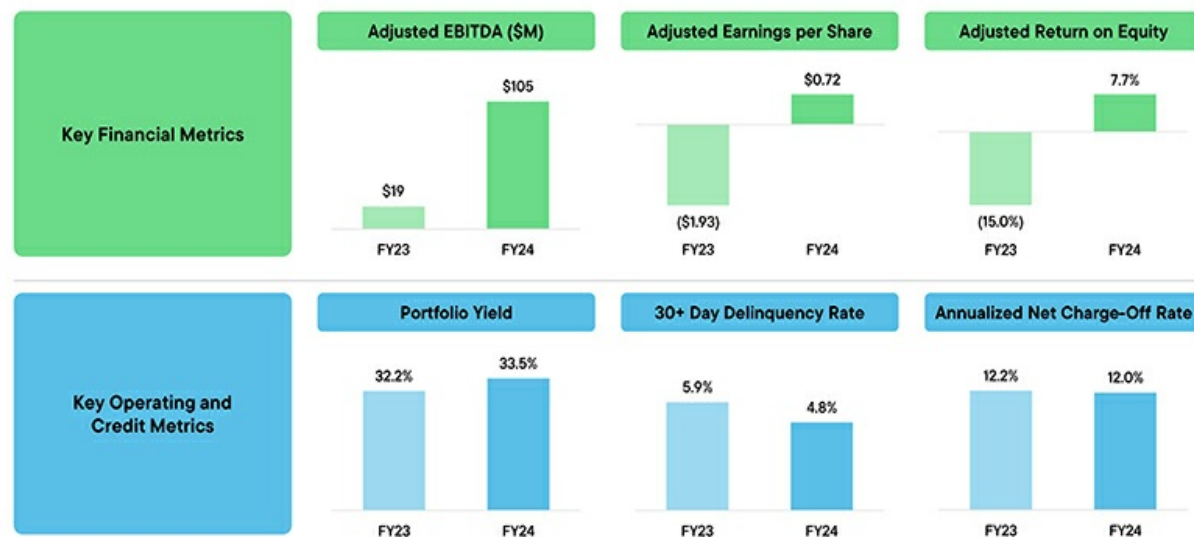 Key Financial Metrics
Adjusted EBITDA ($M)
$105
$19
FY23
FY24
Adjusted Earnings per Share
$0.72
($1.93)
FY23
FY24
Adjusted Return on Equity
7.7%
(15.0%)
FY23
FY24
Key Operating and
Credit Metrics
Portfolio Yield
32.2%
33.5%
FY23
FY24
30+ Day Delinquency Rate
5.9%
4.8%
FY23
FY24
Annualized Net Charge-Off Rate
12.2%
12.0%
FY23
FY24